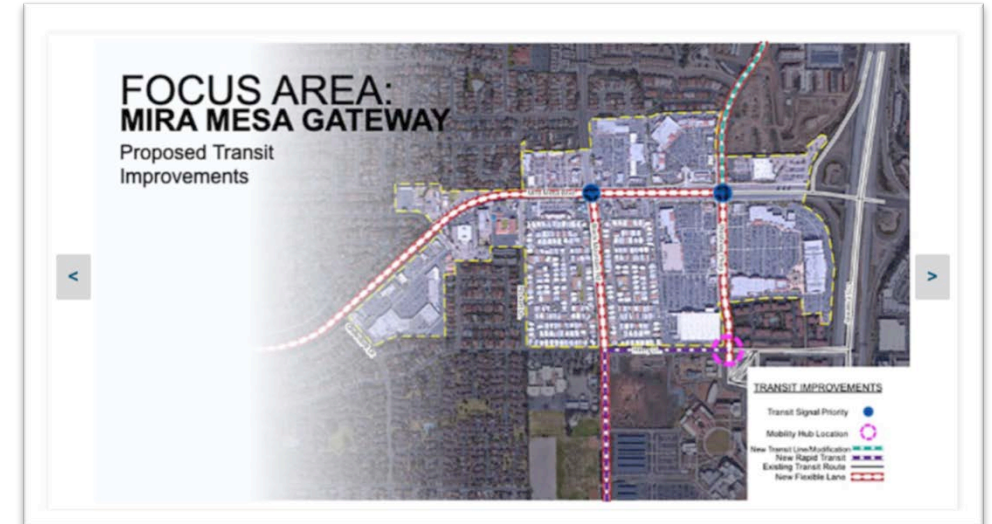 FOCUS AREA:
MIRA MESA GATEWAY
Proposed Transit
Improvements
<
>
TRANSIT IMPROVEMENTS
Transit Signal Priority
Mobility Hub Location
New Transit Line/Modification
New Rapid Transit
Existing Transit Route
New Flexible Lane